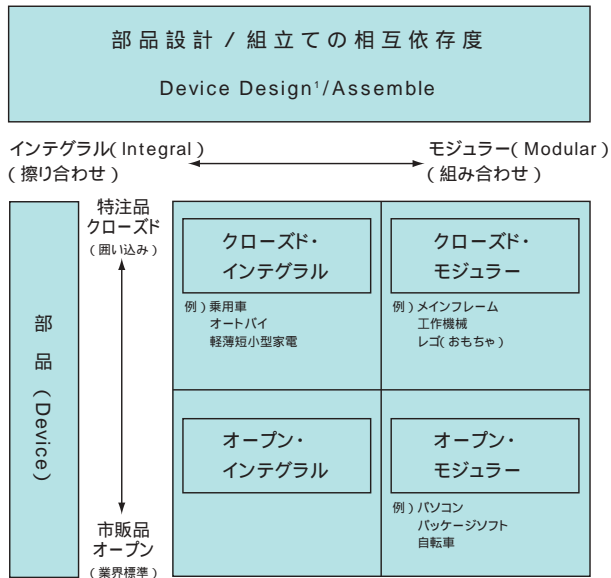 部品設計 / 組立ての相互依存度
Device Design¹/Assemble
インテグラル(Integral)
(擦り合わせ)
モジュラー(Modular)
(組み合わせ)
部品(Device)
特注品
クローズド
(囲い込み)
市販品
オープン
(業界標準)
クローズド・
インテグラル
例)乗用車
オートバイ
軽薄短小型家電
クローズド・
モジュラー
例)メインフレーム
工作機械
レゴ(おもちゃ)
オープン・
インテグラル
オープン・
モジュラー
例)パソコン
パッケージソフト
自転車